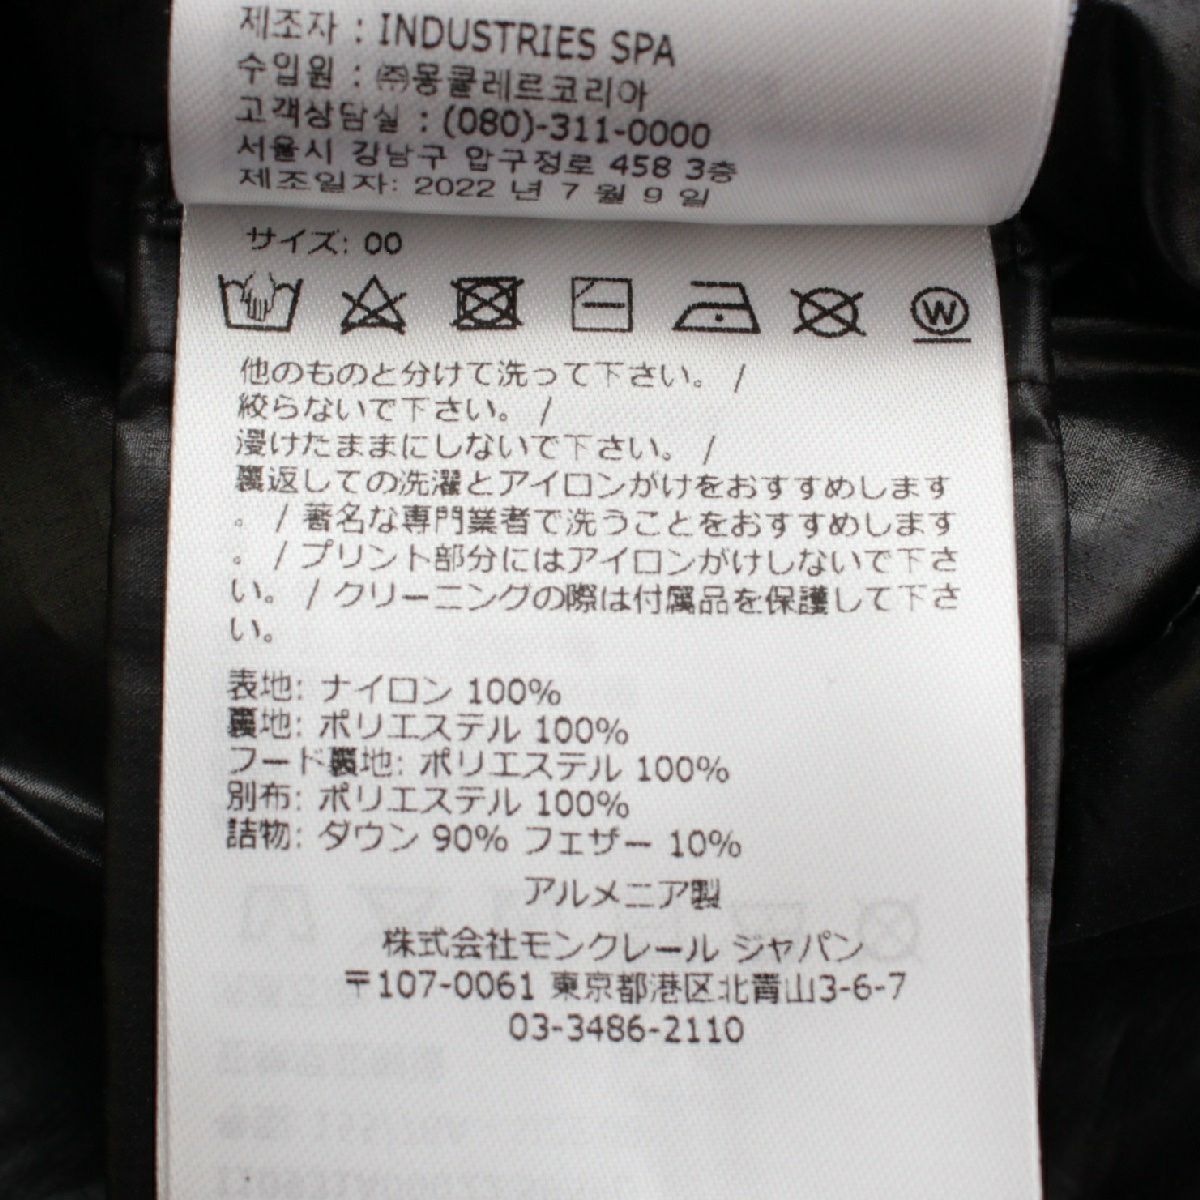 제조자 : INDUSTRIES SPA
수입원 : ㈜몽클레르코리아
고객상담실 : (080)-311-0000
서울시 강남구 압구정로 458 3층
제조일자: 2022 년 7 월 9 일
サイズ: 00
W
他のものと分けて洗って下さい。 /
絞らないで下さい。 /
浸けたままにしないで下さい。 /
裏返しての洗濯とアイロンがけをおすすめします
。 / 著名な専門業者で洗うことをおすすめします
。 / プリント部分にはアイロンがけしないで下さ
い。 / クリーニングの際は付属品を保護して下さ
い。
表地: ナイロン 100%
裏地: ポリエステル 100%
フード裏地: ポリエステル 100%
別布: ポリエステル 100%
詰物: ダウン 90% フェザー 10%
アルメニア製
株式会社モンクレール ジャパン
〒107-0061 東京都港区北青山3-6-7
03-3486-2110